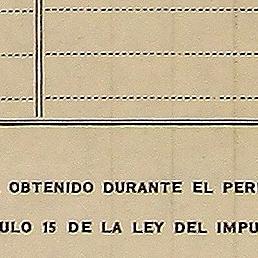 OBTENIDO DURANTE EL PER
ULO 15 DE LA LEY DEL IMPU